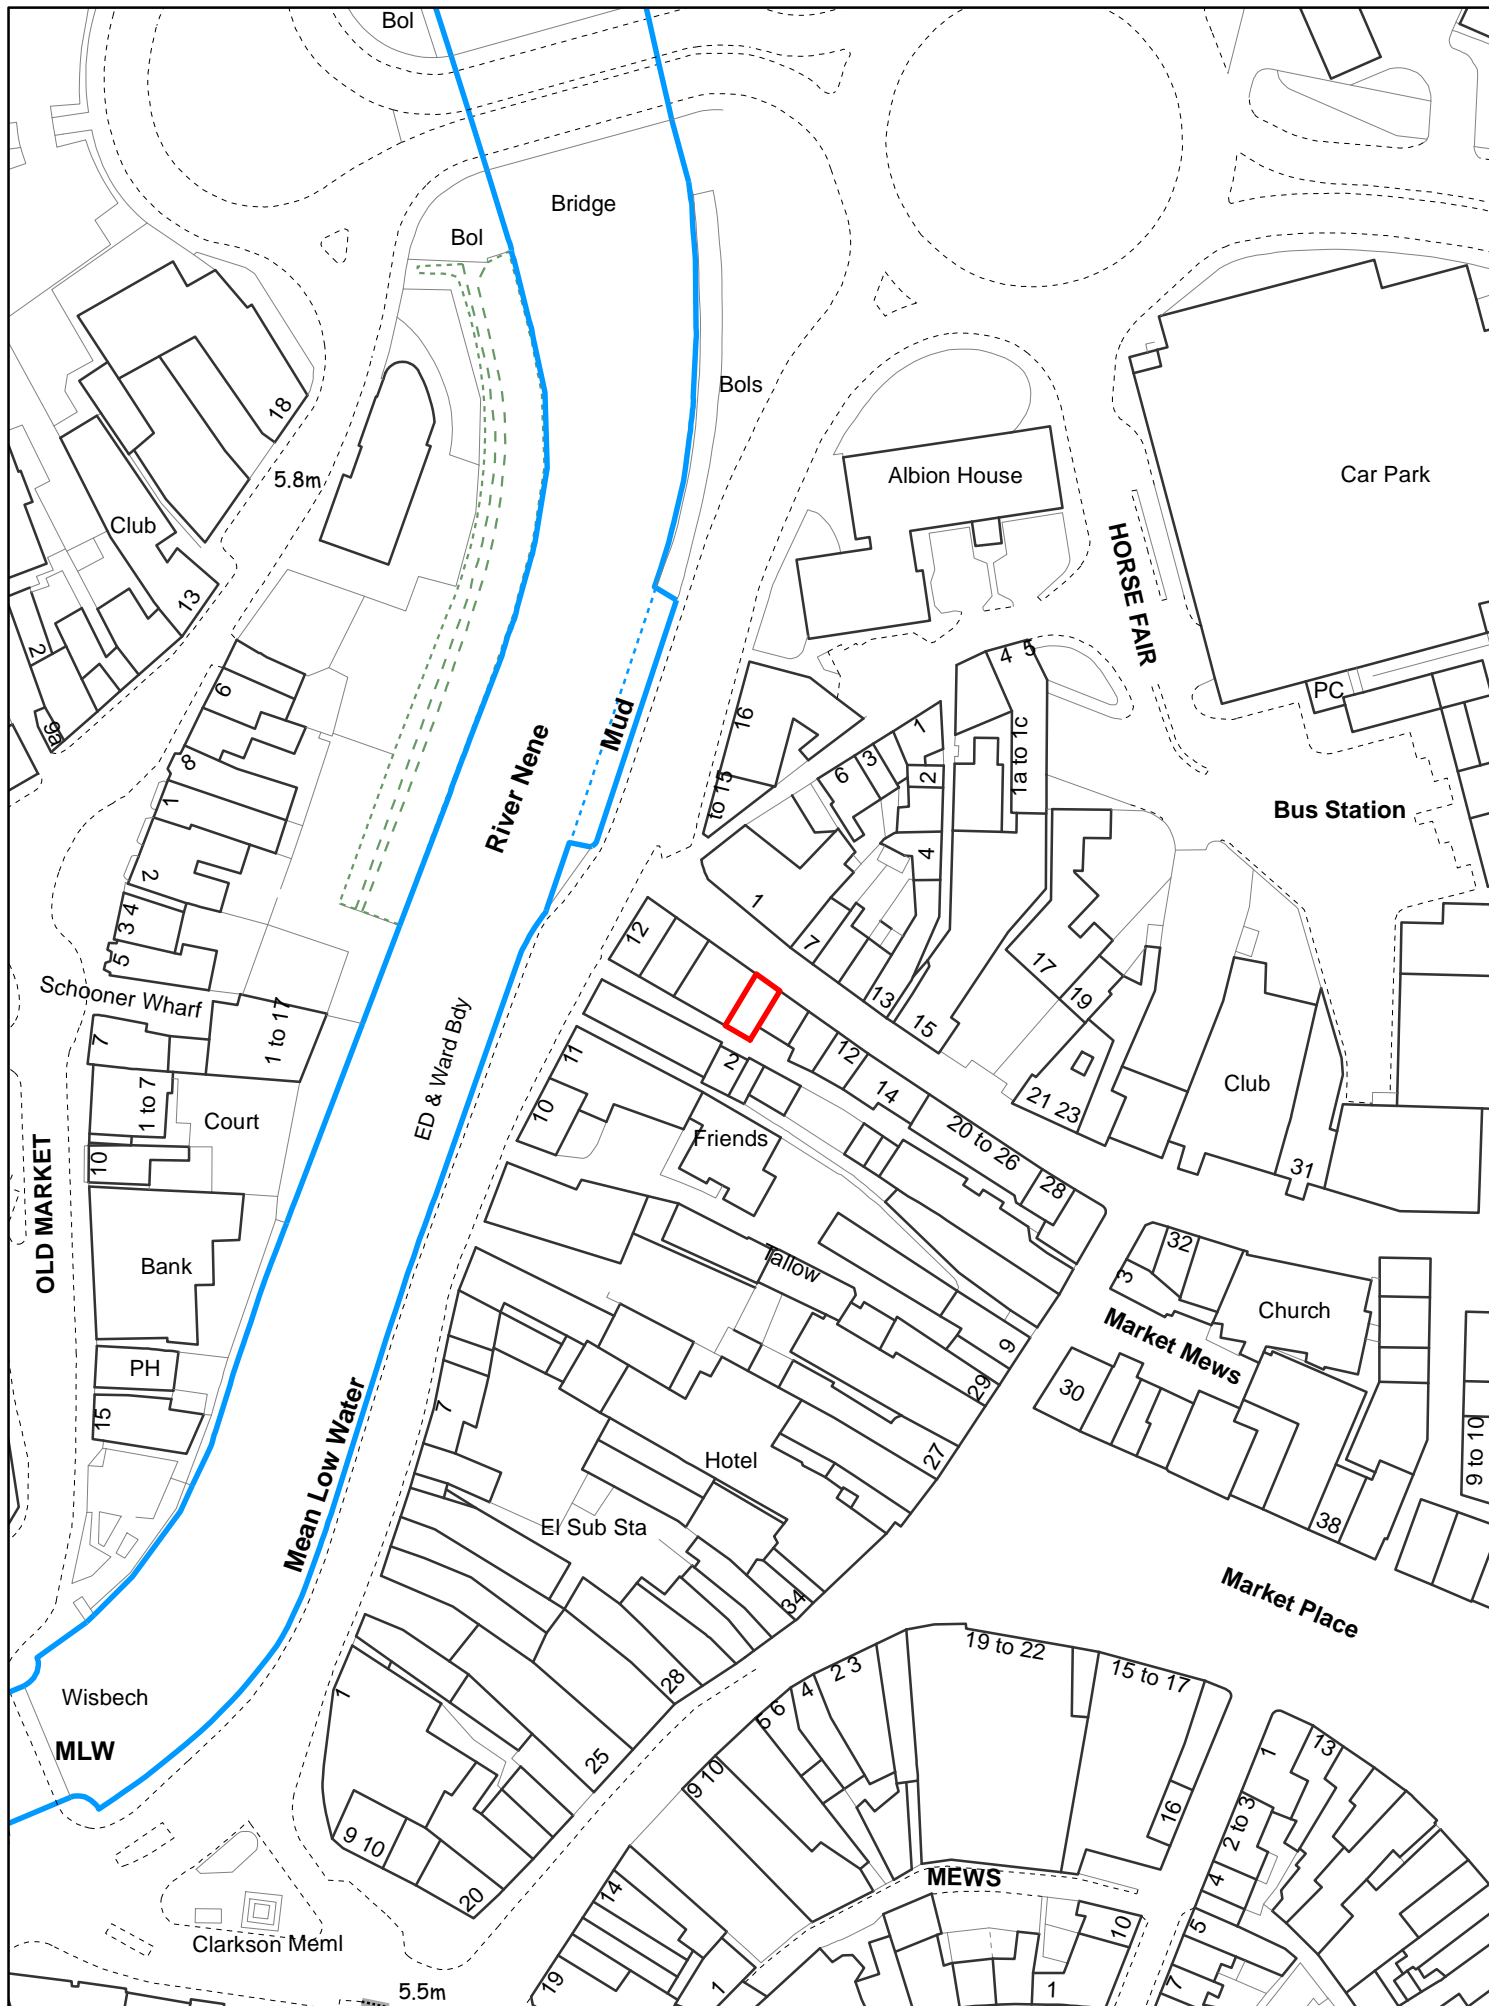 Bol
Bridge
Bol
Bols
18
5.8m
Albion House
Car Park
Club
HORSE FAIR
13
2
9a
6
4 5
PC
16
to 15
1
3
6
2
1a to 1c
8
1
2
River Nene
Mud
Bus Station
4
1
7
13
15
17
19
12
3 4
5
Schooner Wharf
1 to 17
7
1 to 7
Court
10
OLD MARKET
ED & Ward Bdy
11
10
2
12
14
21 23
Club
31
Friends
20 to 26
28
Bank
Tallow
32
3
Church
Market Mews
9
29
30
PH
15
7
Mean Low Water
Hotel
27
9 to 10
El Sub Sta
38
34
Market Place
28
2 3
4
5 6
19 to 22
15 to 17
Wisbech
MLW
1
25
9 10
1
13
16
2 to 3
9 10
20
14
MEWS
4
10
5
Clarkson Meml
5.5m
19
1
1
7